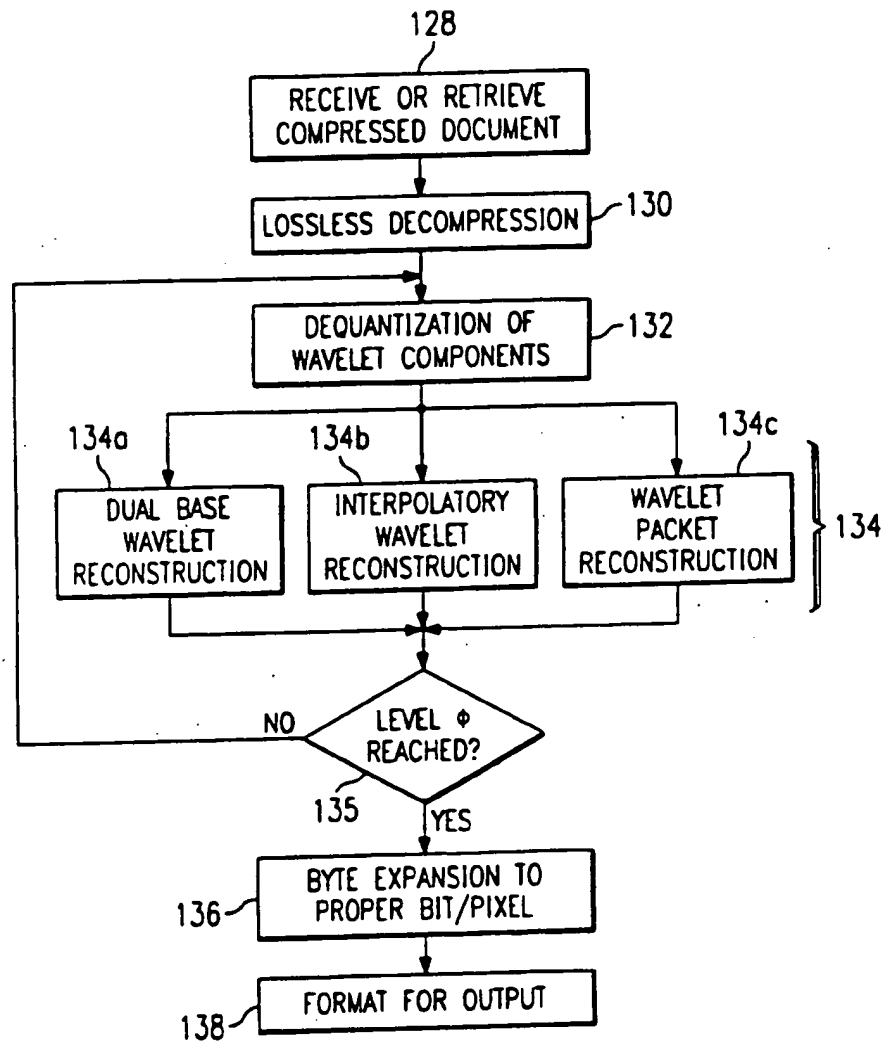 128
RECEIVE OR RETRIEVE
COMPRESSED DOCUMENT
LOSSLESS DECOMPRESSION
130
DEQUANTIZATION OF
WAVELET COMPONENTS
132
134a
134b
134c
DUAL BASE
WAVELET
RECONSTRUCTION
INTERPOLATORY
WAVELET
RECONSTRUCTION
WAVELET
PACKET
RECONSTRUCTION
134
NO
LEVEL ϕ
REACHED?
135
YES
BYTE EXPANSION TO
PROPER BIT/PIXEL
136
FORMAT FOR OUTPUT
138